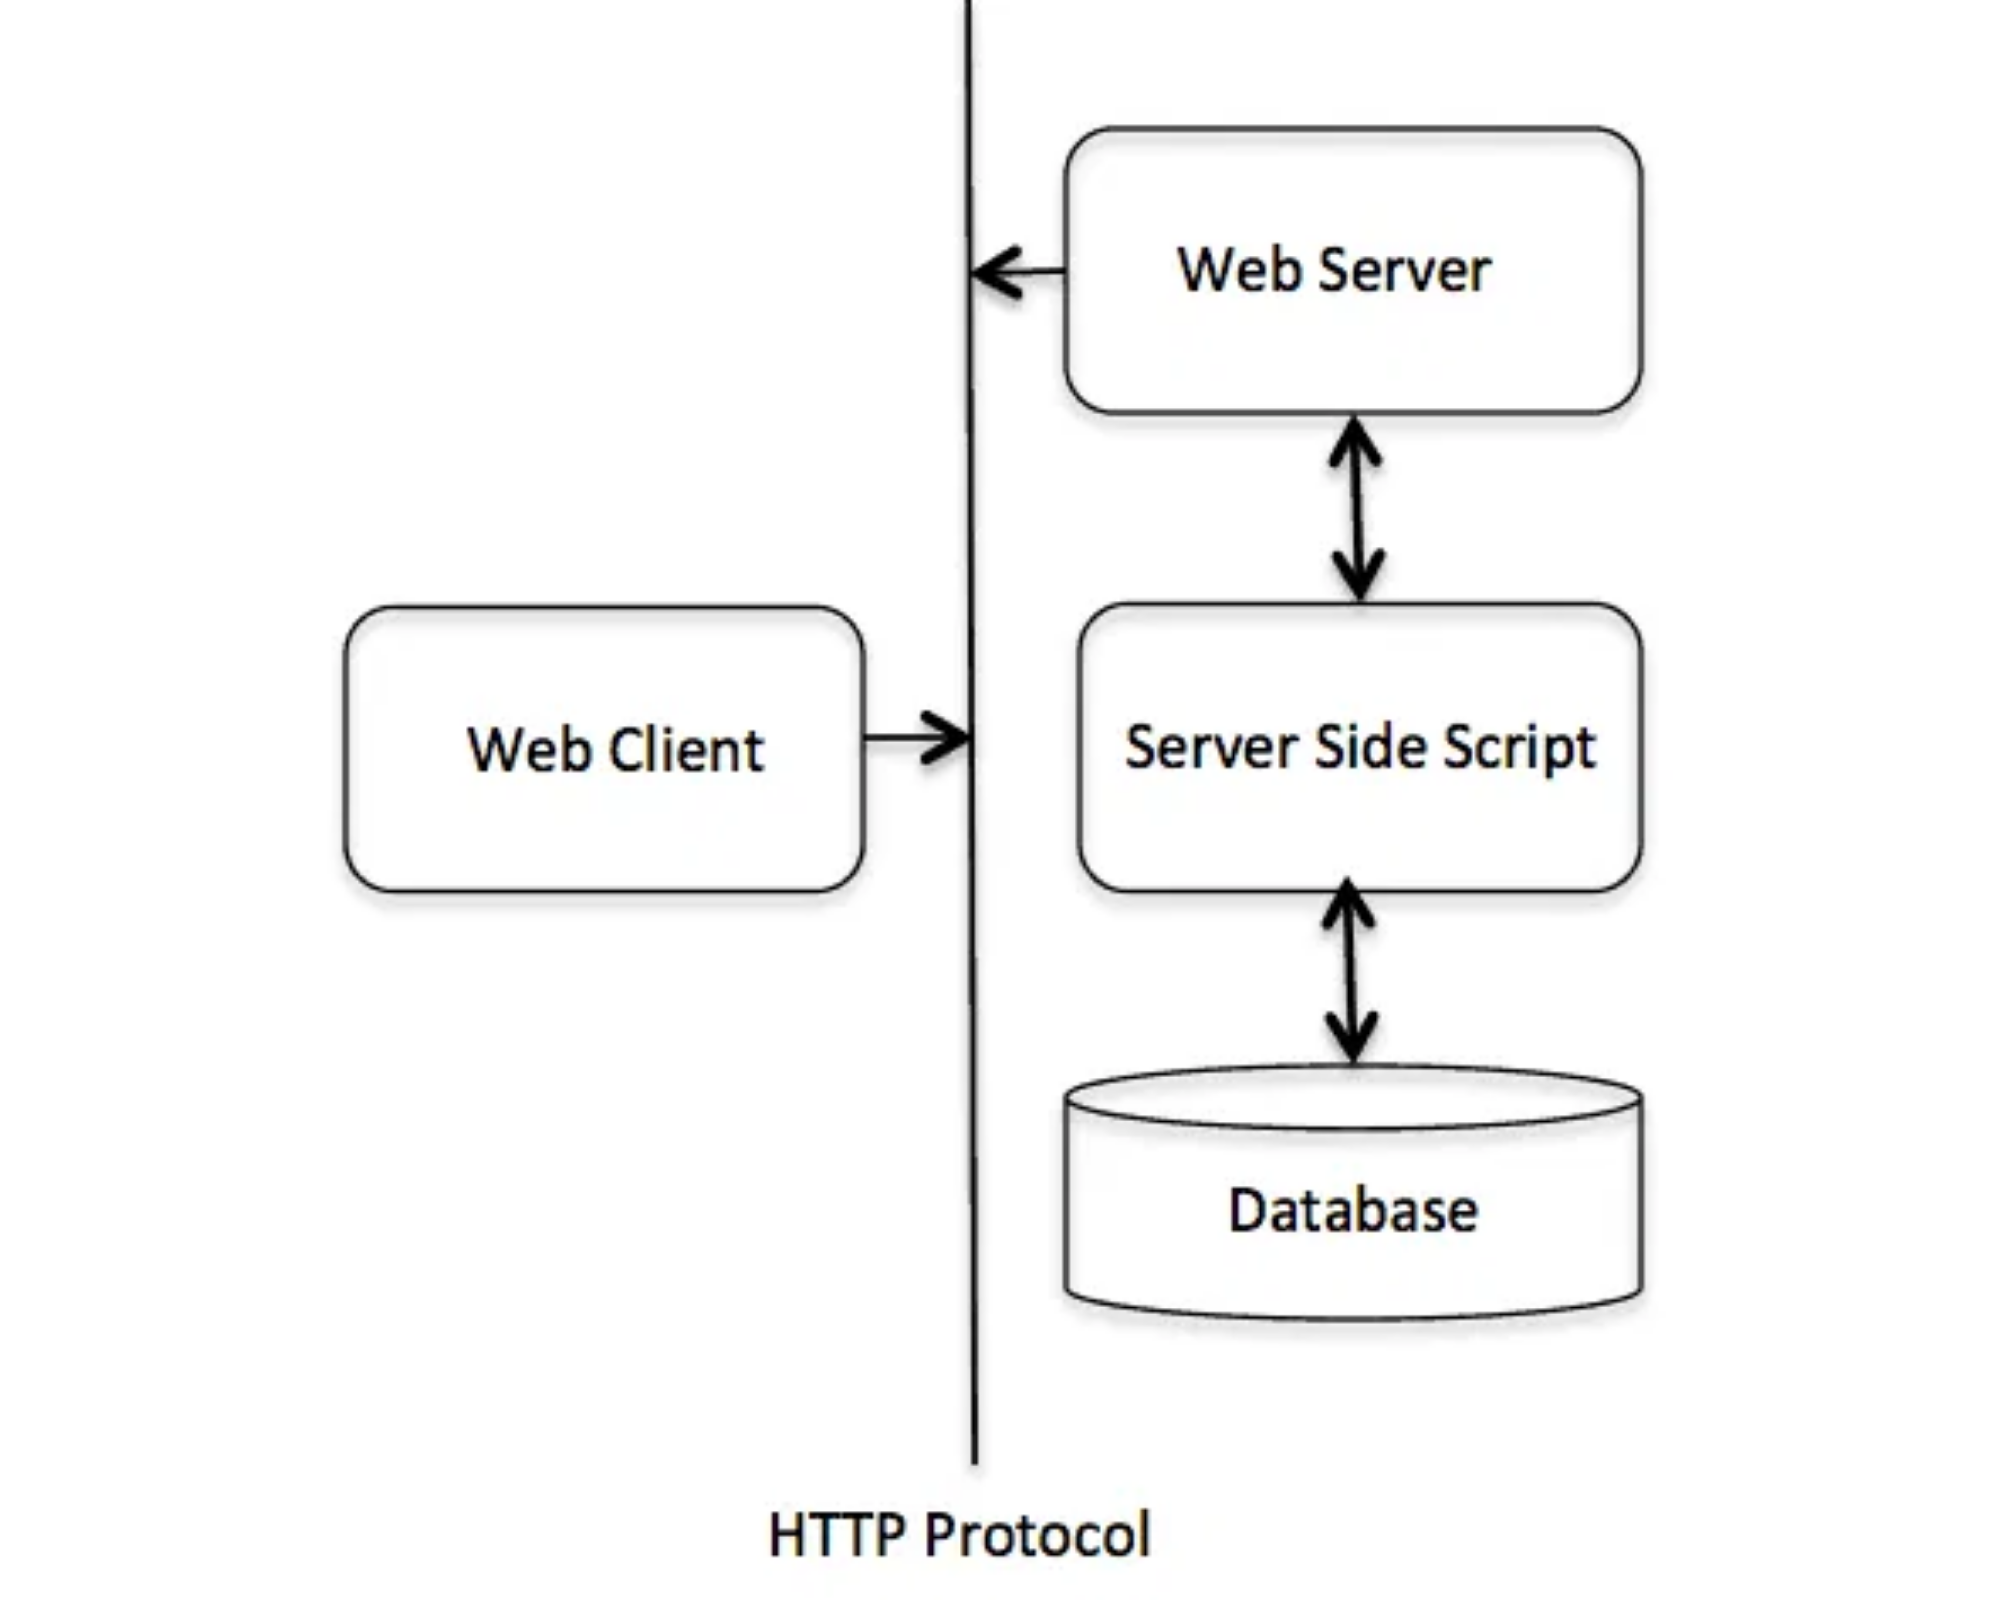 Web Server
Web Client
Server Side Script
Database
HTTP Protocol